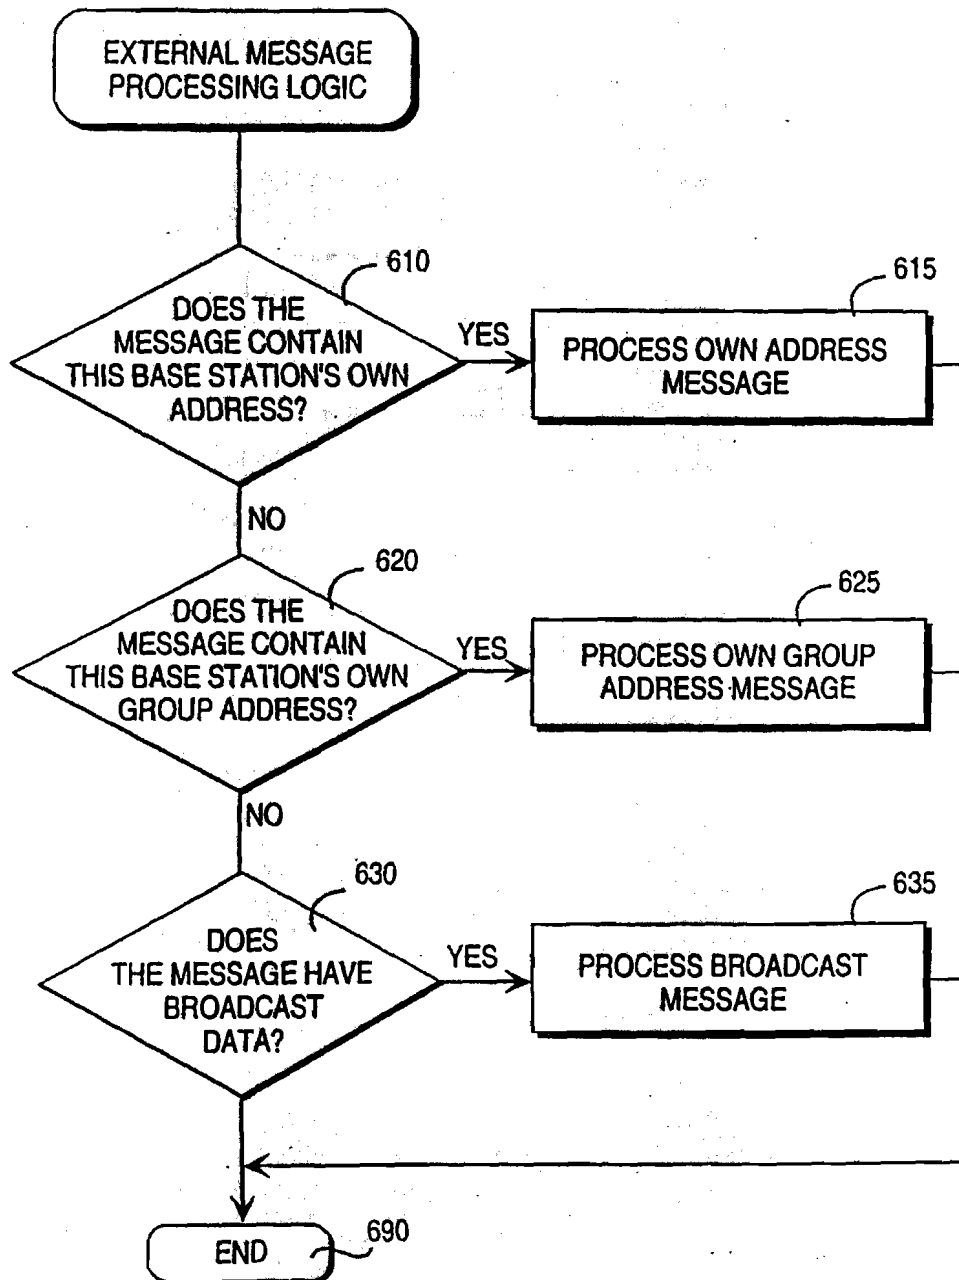 EXTERNAL MESSAGE
PROCESSING LOGIC
610
DOES THE
MESSAGE CONTAIN
THIS BASE STATION'S OWN
ADDRESS?
YES
615
PROCESS OWN ADDRESS
MESSAGE
NO
620
DOES THE
MESSAGE CONTAIN
THIS BASE STATION'S OWN
GROUP ADDRESS?
YES
625
PROCESS OWN GROUP
ADDRESS MESSAGE
NO
630
DOES
THE MESSAGE HAVE
BROADCAST
DATA?
YES
635
PROCESS BROADCAST
MESSAGE
END
690